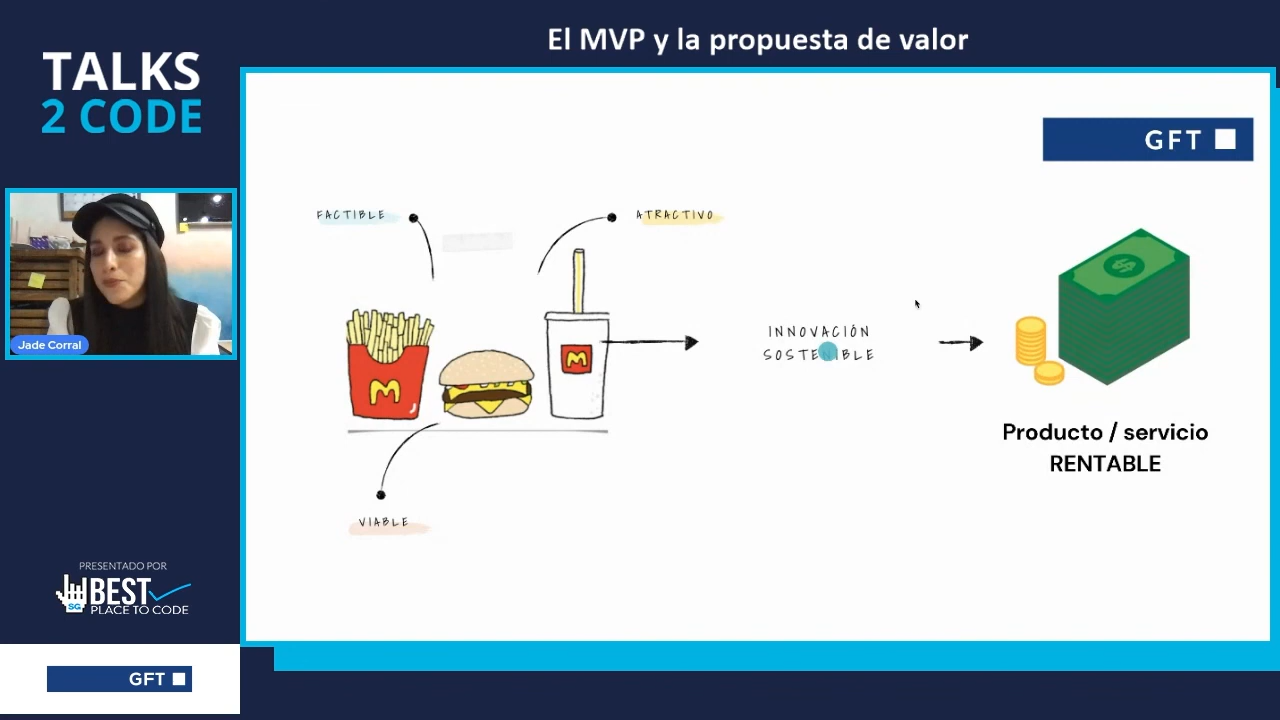 El MVP y la propuesta de valor
TALKS
2 CODE
GFT
FACTIBLE
ATRACTIVO
INNOVACIÓN
SOSTENIBLE
Producto / servicio
RENTABLE
VIABLE
Jade Corral
PRESENTADO POR
SG
BEST
PLACE TO CODE
GFT